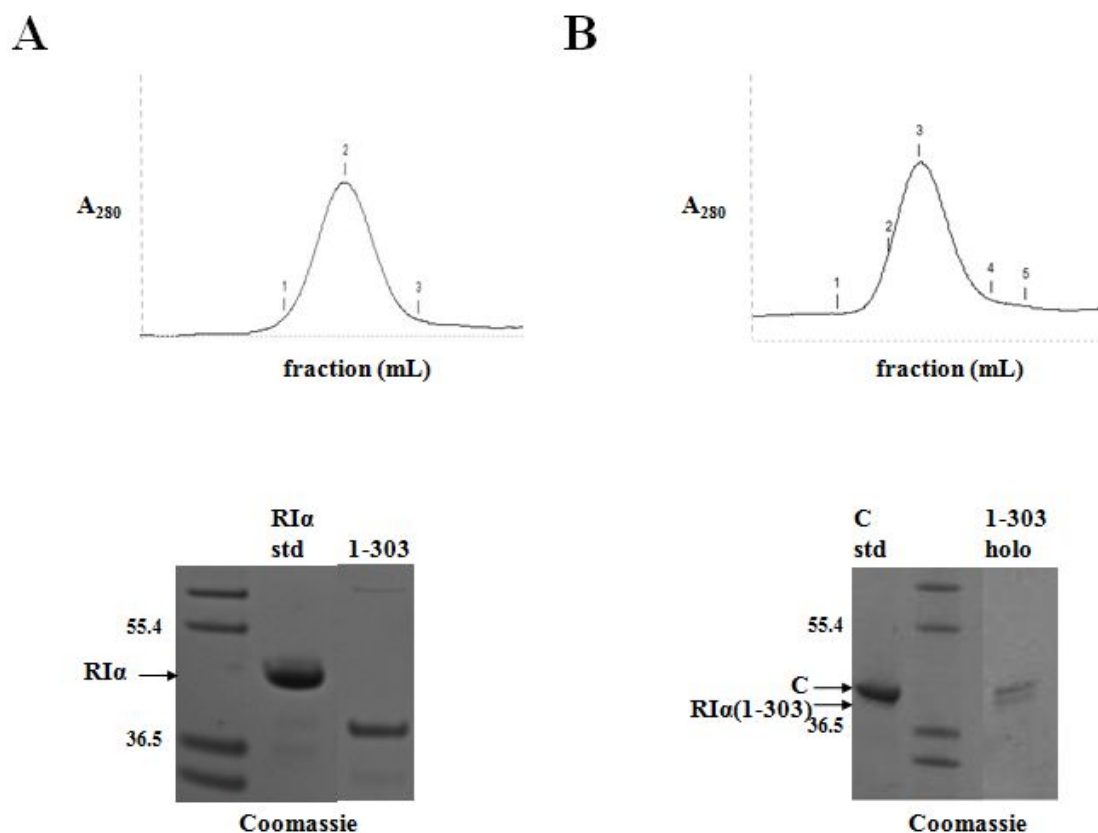 A
B
2
1
3
A280
fraction (mL)
3
2
1
4
5
A280
fraction (mL)
RIα
std
1-303
55.4
RIα
36.5
Coomassie
C
std
1-303
holo
55.4
C
RIα(1-303)
36.5
Coomassie